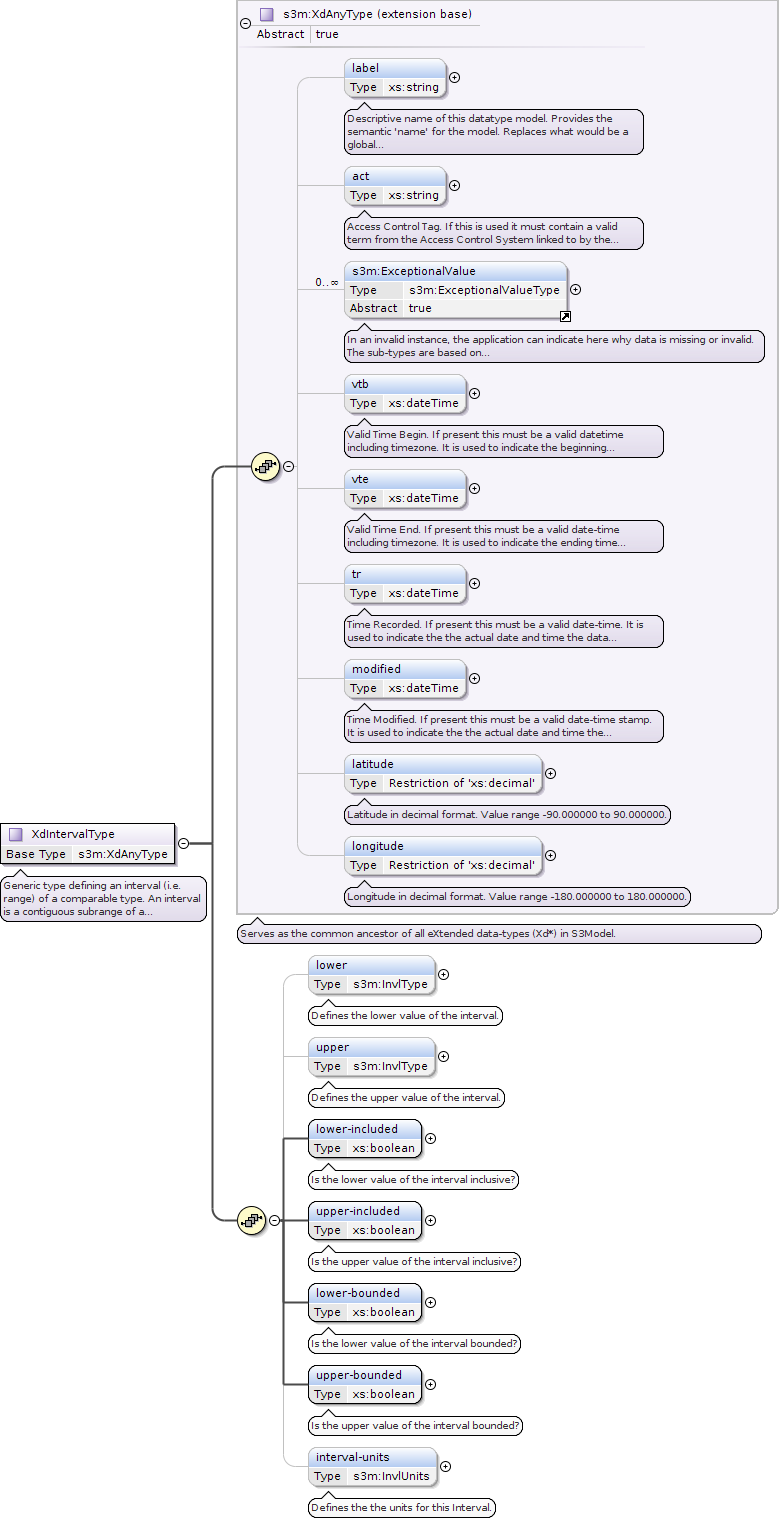 s3m:XdAnyType (extension base)
Abstract true
label
Type xs:string
Descriptive name of this datatype model. Provides the
semantic 'name' for the model. Replaces what would be a
global...
act
Type xs:string
Access Control Tag. If this is used it must contain a valid
term from the Access Control System linked to by the...
0..∞
s3m:ExceptionalValue
Type s3m:ExceptionalValueType
Abstract true
In an invalid instance, the application can indicate here why data is missing or invalid.
The sub-types are based on...
vtb
Type xs:dateTime
Valid Time Begin. If present this must be a valid datetime
including timezone. It is used to indicate the beginning...
vte
Type xs:dateTime
Valid Time End. If present this must be a valid date-time
including timezone. It is used to indicate the ending time...
tr
Type xs:dateTime
Time Recorded. If present this must be a valid date-time. It is
used to indicate the the actual date and time the data...
modified
Type xs:dateTime
Time Modified. If present this must be a valid date-time stamp.
It is used to indicate the the actual date and time the...
latitude
Type Restriction of 'xs:decimal'
Latitude in decimal format. Value range -90.000000 to 90.000000.
longitude
Type Restriction of 'xs:decimal'
Longitude in decimal format. Value range -180.000000 to 180.000000.
XdIntervalType
Base Type s3m:XdAnyType
Generic type defining an interval (i.e.
range) of a comparable type. An interval
is a contiguous subrange of a...
Serves as the common ancestor of all eXtended data-types (Xd*) in S3Model.
lower
Type s3m:InvlType
Defines the lower value of the interval.
upper
Type s3m:InvlType
Defines the upper value of the interval.
lower-included
Type xs:boolean
Is the lower value of the interval inclusive?
upper-included
Type xs:boolean
Is the upper value of the interval inclusive?
lower-bounded
Type xs:boolean
Is the lower value of the interval bounded?
upper-bounded
Type xs:boolean
Is the upper value of the interval bounded?
interval-units
Type s3m:InvlUnits
Defines the the units for this Interval.